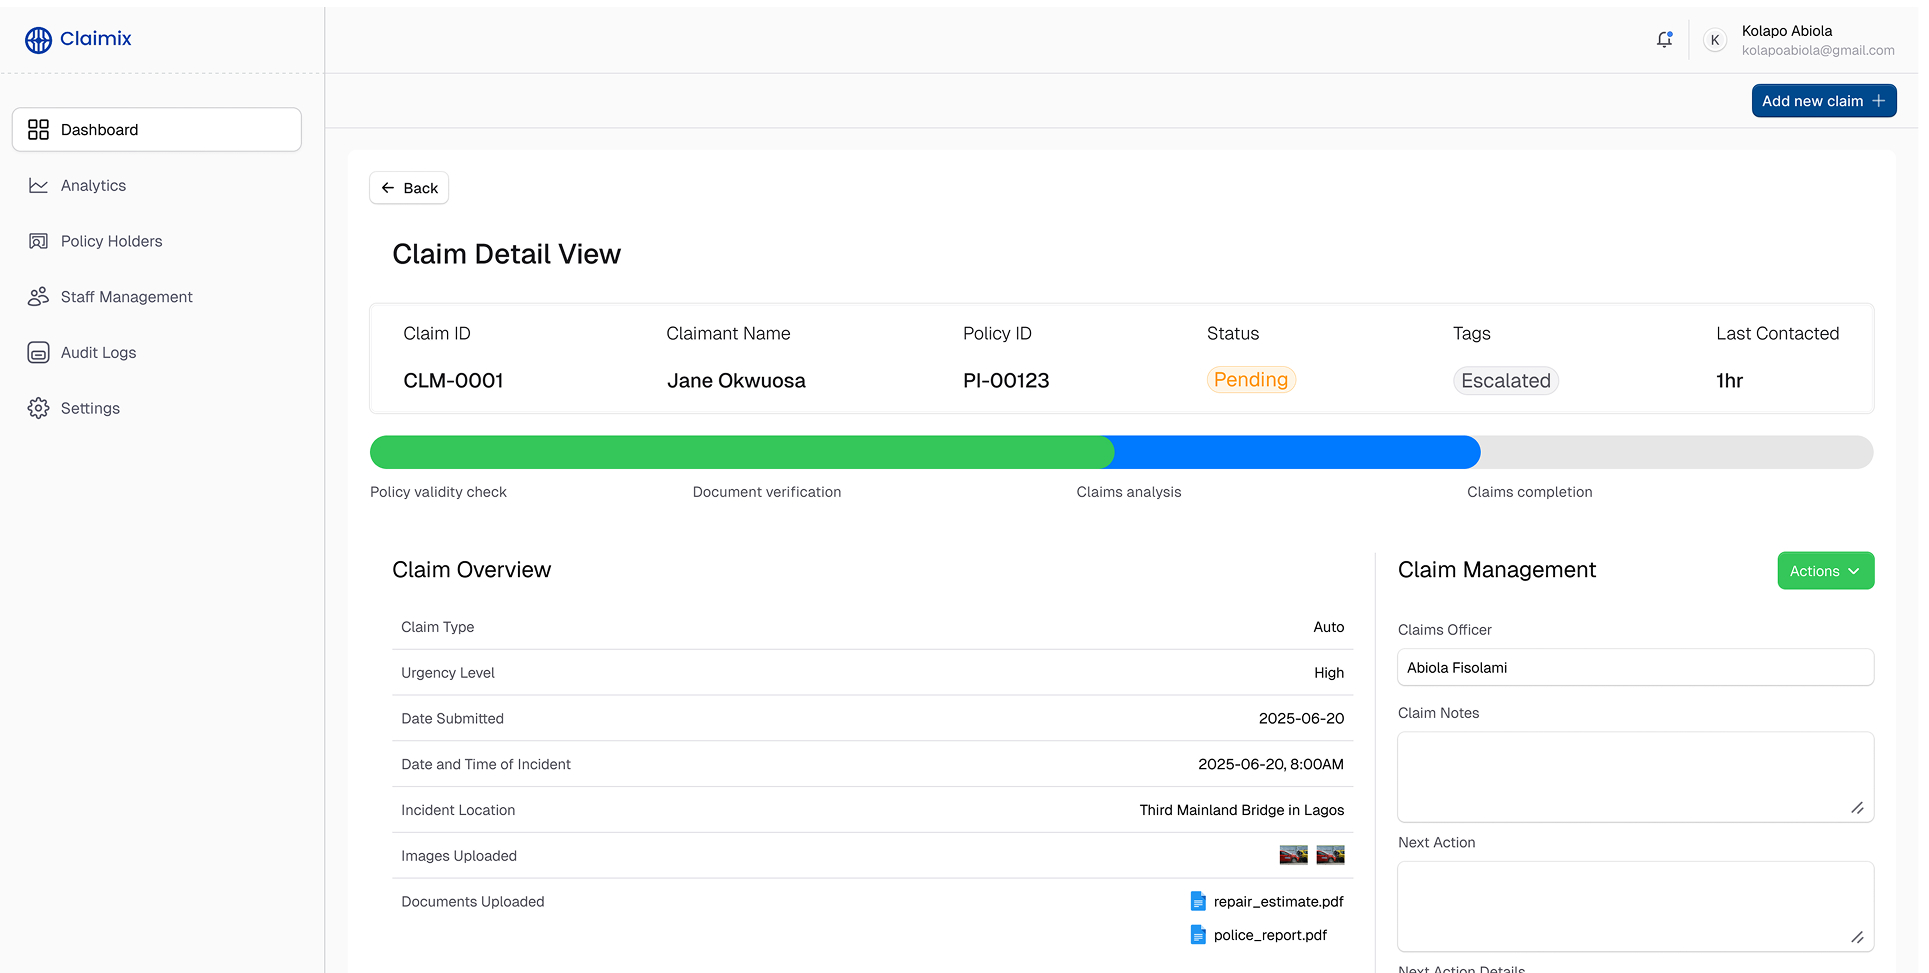 Claimix
Kolapo Abiola
K
kolapoabiola@gmail.com
Add new claim
Dashboard
Analytics
Policy Holders
Staff Management
Audit Logs
Settings
Back
Claim Detail View
Claim ID Claimant Name Policy ID Status Tags Last Contacted
CLM-0001 Jane Okwuosa PI-00123 Pending Escalated 1hr
Policy validity check Document verification Claims analysis Claims completion
Claim Overview
Claim Type Auto
Urgency Level High
Date Submitted 2025-06-20
Date and Time of Incident 2025-06-20, 8:00AM
Incident Location Third Mainland Bridge in Lagos
Images Uploaded
Documents Uploaded repair_estimate.pdf
police_report.pdf
Claim Management
Actions
Claims Officer
Abiola Fisolami
Claim Notes
Next Action
Next Action Details